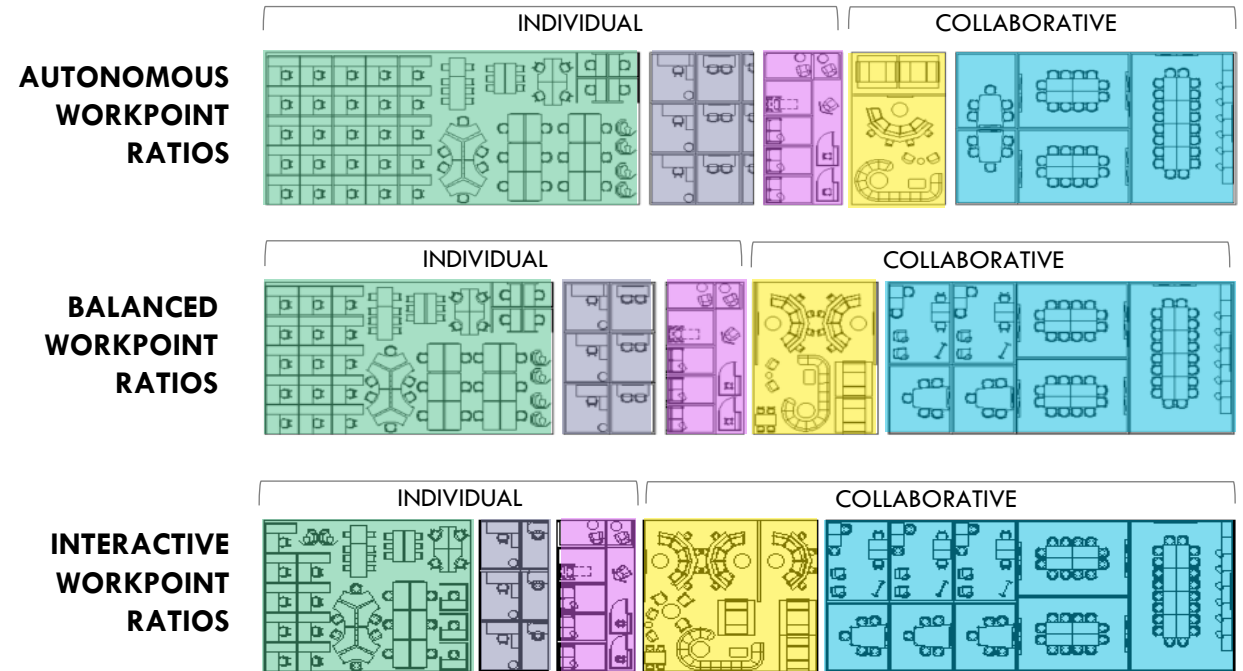 INDIVIDUAL
COLLABORATIVE
AUTONOMOUS
WORKPOINT
RATIOS
INDIVIDUAL
COLLABORATIVE
BALANCED
WORKPOINT
RATIOS
INDIVIDUAL
COLLABORATIVE
INTERACTIVE
WORKPOINT
RATIOS